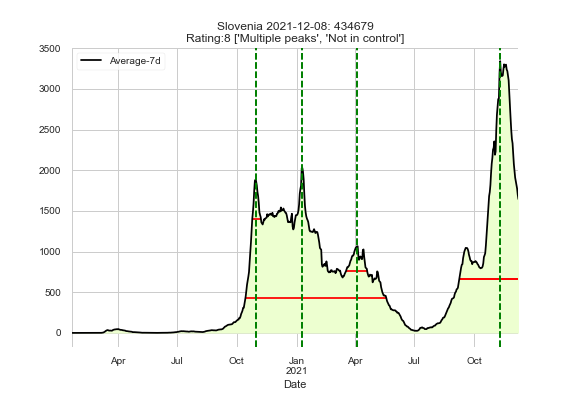 Slovenia 2021-12-08: 434679
Rating:8 ['Multiple peaks', 'Not in control']
3500
Average-7d
3000
2500
2000
1500
1000
500
0
Apr Jul Oct Jan Apr Jul Oct
2021
Date